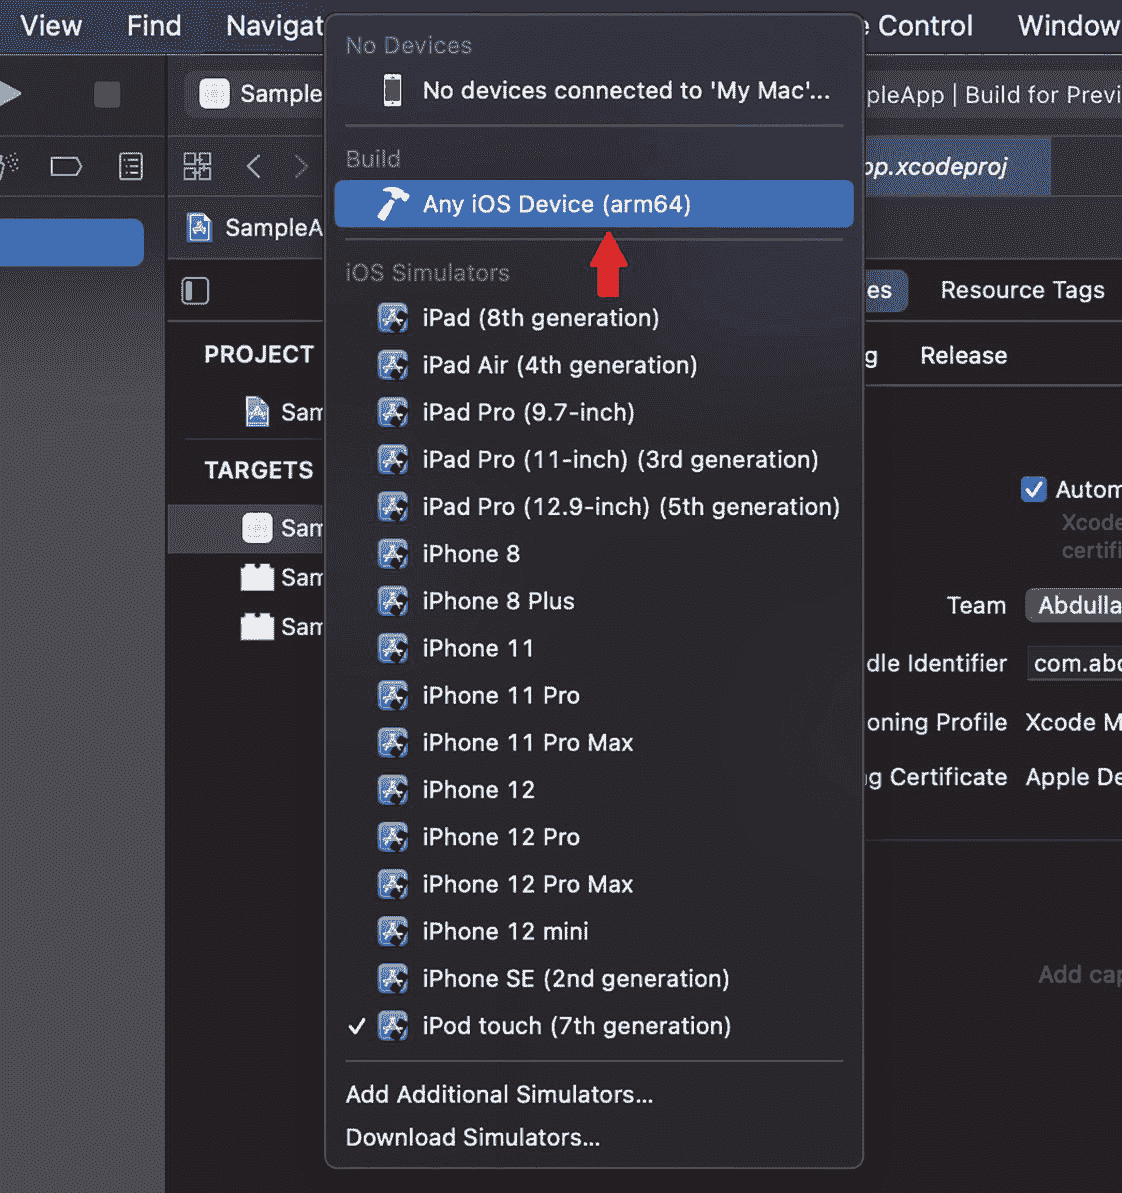 View Find Navigat Control Window
No Devices
No devices connected to 'My Mac'...
Sample
pleApp | Build for Previ
Build
pp.xcodeproj
Any iOS Device (arm64)
SampleA
iOS Simulators
es Resource Tags
iPad (8th generation)
PROJECT
g Release
iPad Air (4th generation)
Sam
iPad Pro (9.7-inch)
iPad Pro (11-inch) (3rd generation)
TARGETS
Autom
iPad Pro (12.9-inch) (5th generation)
Xcode
certifi
Sam
iPhone 8
Sam
iPhone 8 Plus
Team Abdulla
Sam
iPhone 11
dle Identifier com.abd
iPhone 11 Pro
oning Profile Xcode M
iPhone 11 Pro Max
g Certificate Apple De
iPhone 12
iPhone 12 Pro
iPhone 12 Pro Max
iPhone 12 mini
iPhone SE (2nd generation)
Add cap
iPod touch (7th generation)
Add Additional Simulators...
Download Simulators...